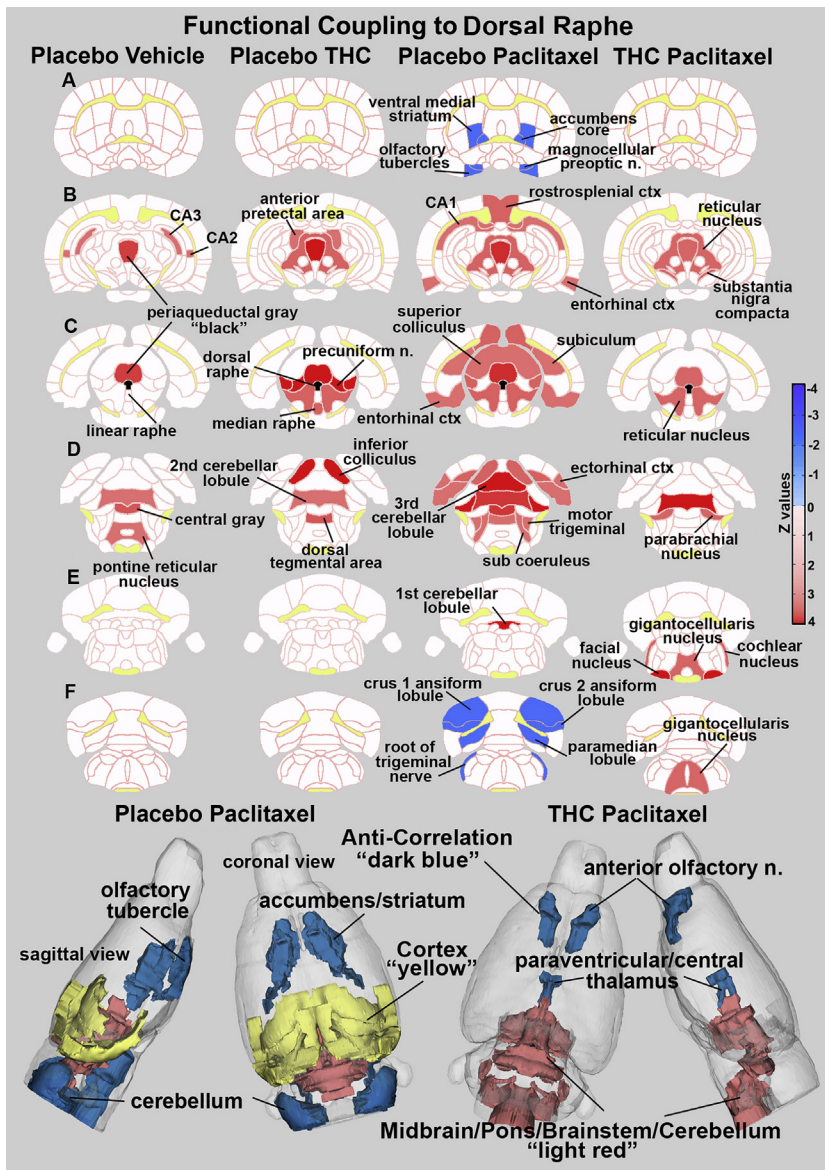 Functional Coupling to Dorsal Raphe
Placebo Vehicle
Placebo THC
Placebo Paclitaxel
THC Paclitaxel
A
ventral medial
striatum
accumbens
core
olfactory
tubercles
magnocellular
preoptic n.
B
CA3
CA2
anterior
pretectal area
CA1
rostrosplenial ctx
reticular
nucleus
periaqueductal gray
“black”
entorhinal ctx
substantia
nigra
compacta
C
superior
colliculus
dorsal
raphe
precuniform n.
subiculum
linear raphe
median raphe
entorhinal ctx
reticular nucleus
D
2nd cerebellar
lobule
inferior
colliculus
ectorhinal ctx
central gray
3rd
cerebellar
lobule
motor
trigeminal
pontine reticular
nucleus
dorsal
tegmental area
sub coeruleus
parabrachial
nucleus
E
1st cerebellar
lobule
gigantocellularis
nucleus
facial
nucleus
cochlear
nucleus
F
crus 1 ansiform
lobule
crus 2 ansiform
lobule
root of
trigeminal
nerve
paramedian
lobule
gigantocellularis
nucleus
-4
-3
-2
-1
0
1
2
3
4
Z values
Placebo Paclitaxel
THC Paclitaxel
coronal view
Anti-Correlation
“dark blue”
anterior olfactory n.
olfactory
tubercle
accumbens/striatum
sagittal view
Cortex
“yellow”
paraventricular/central
thalamus
cerebellum
Midbrain/Pons/Brainstem/Cerebellum
“light red”